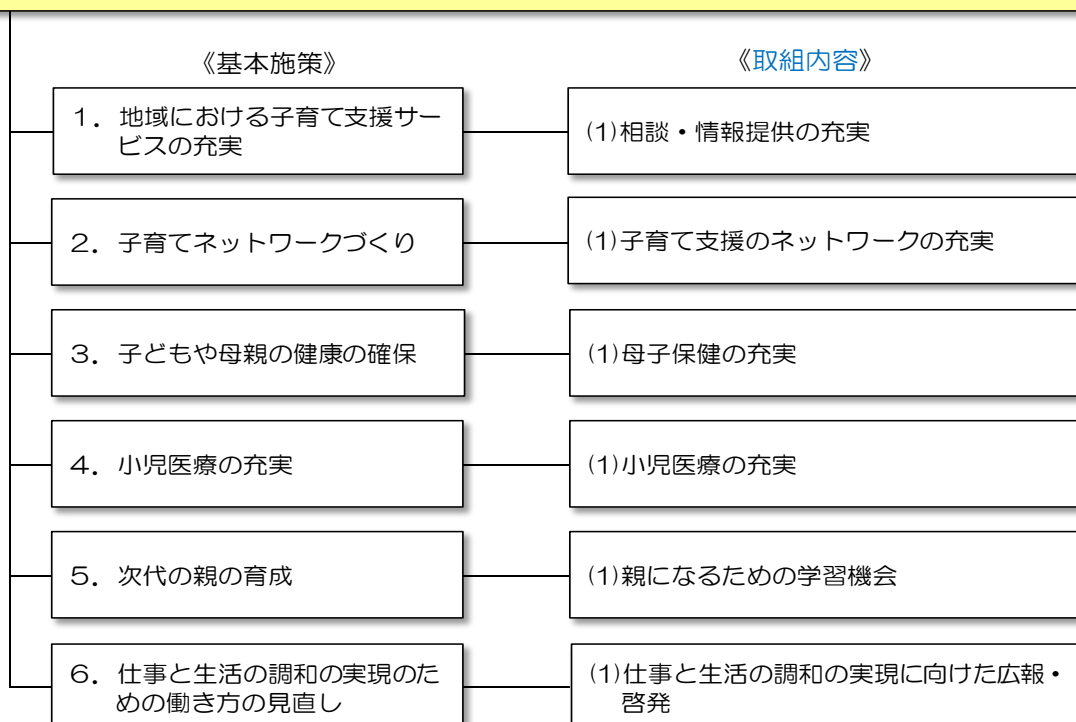 《基本施策》
《取組内容》
1．地域における子育て支援サー
ビスの充実
(1)相談・情報提供の充実
2．子育てネットワークづくり
(1)子育て支援のネットワークの充実
3．子どもや母親の健康の確保
(1)母子保健の充実
4．小児医療の充実
(1)小児医療の充実
5．次代の親の育成
(1)親になるための学習機会
6．仕事と生活の調和の実現のた
めの働き方の見直し
(1)仕事と生活の調和の実現に向けた広報・
啓発